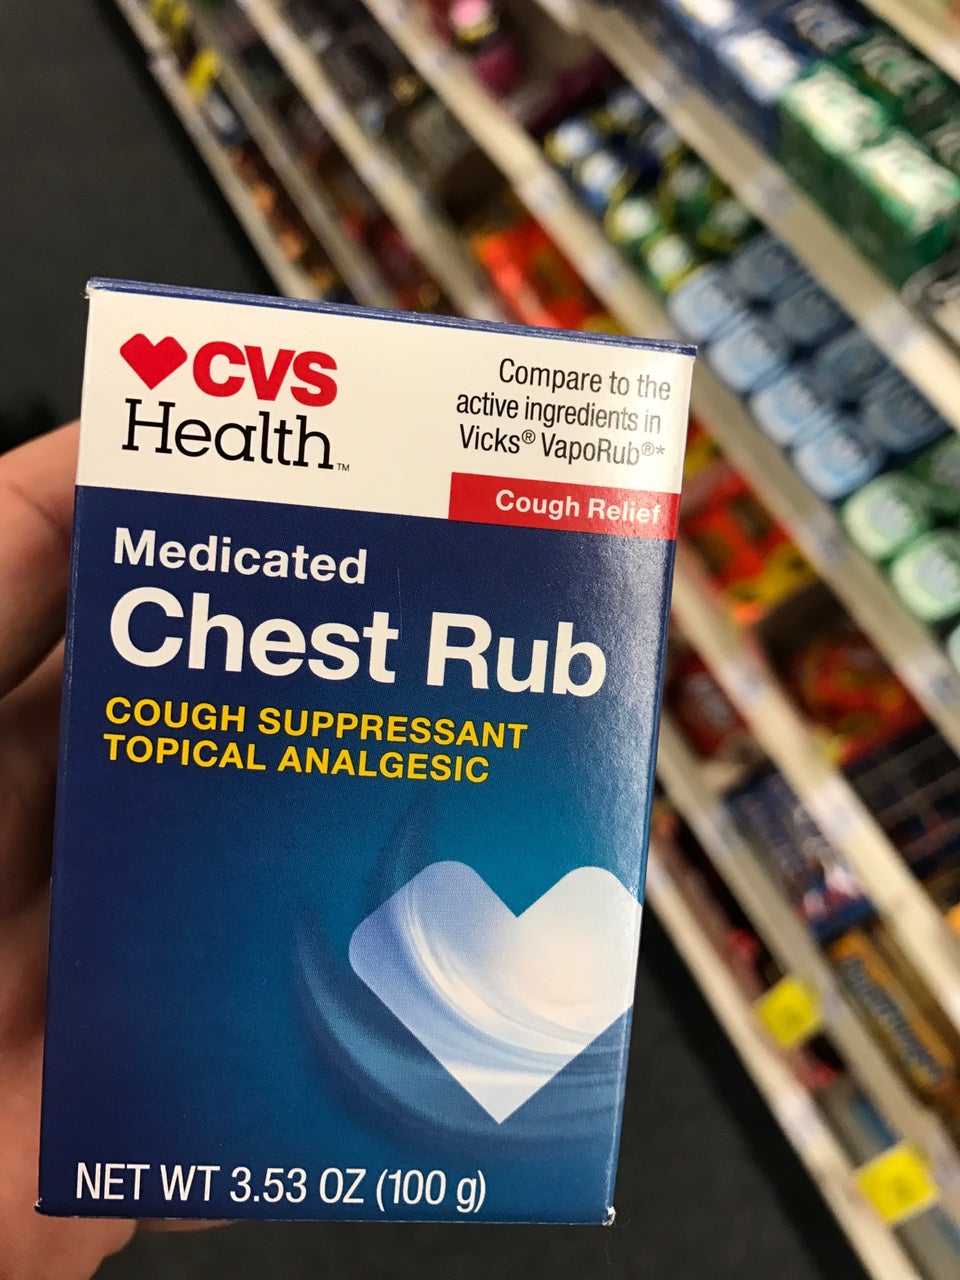 CVS
Health™
Compare to the
active ingredients in
Vicks® VapoRub®*
Cough Relief
Medicated
Chest Rub
COUGH SUPPRESSANT
TOPICAL ANALGESIC
NET WT 3.53 OZ (100 g)